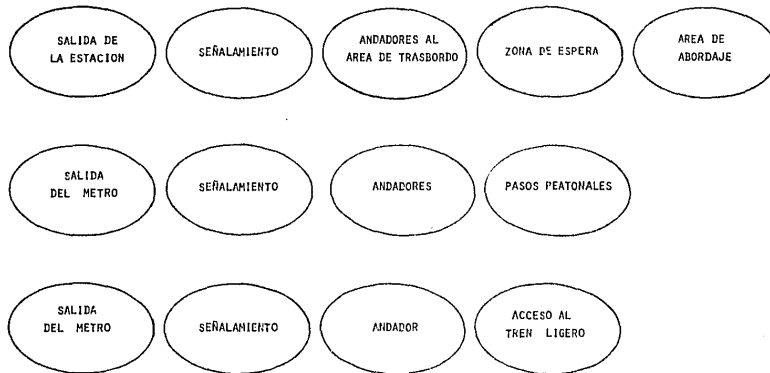 SALIDA DE
LA ESTACION
SEÑALAMIENTO
ANDADORES AL
AREA DE TRASBORDO
ZONA DE ESPERA
AREA DE
ABORDAJE
SALIDA
DEL METRO
SEÑALAMIENTO
ANDADORES
PASOS PEATONALES
SALIDA
DEL METRO
SEÑALAMIENTO
ANDADOR
ACCESO AL
TREN LIGERO